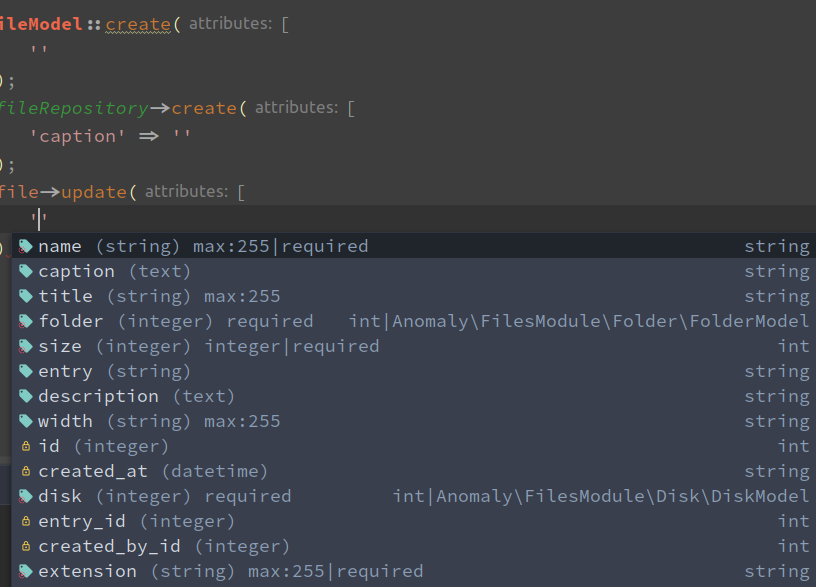 ileModel::create( attributes: [
''
);
fileRepository->create( attributes: [
'caption' => ''
);
file->update( attributes: [
''
)
name (string) max:255|required string
caption (text) string
title (string) max:255 string
folder (integer) required int|Anomaly\FilesModule\Folder\FolderModel
size (integer) integer|required int
entry (string) string
description (text) string
width (string) max:255 string
id (integer) int
created_at (datetime) string
disk (integer) required int|Anomaly\FilesModule\Disk\DiskModel
entry_id (integer) int
created_by_id (integer) int
extension (string) max:255|required string